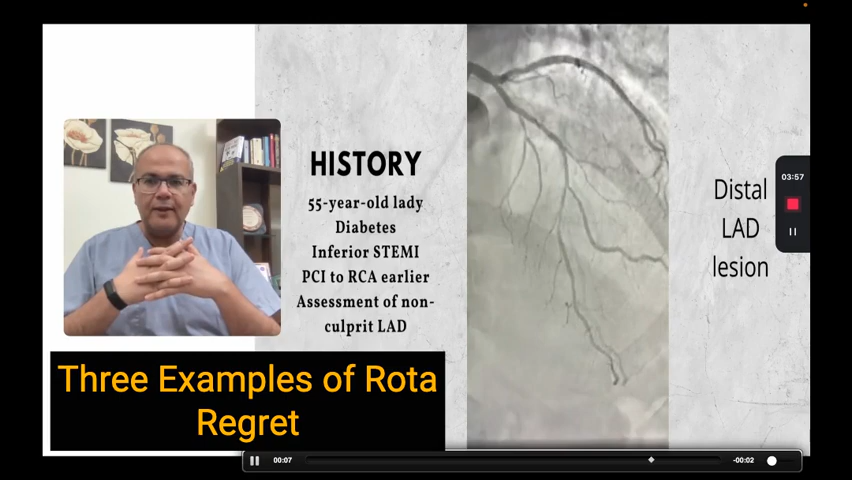 HISTORY
55-year-old lady
Diabetes
Inferior STEMI
PCI to RCA earlier
Assessment of non-
culprit LAD
Distal
LAD
lesion
03:57
Three Examples of Rota
Regret
00:07
-00:02